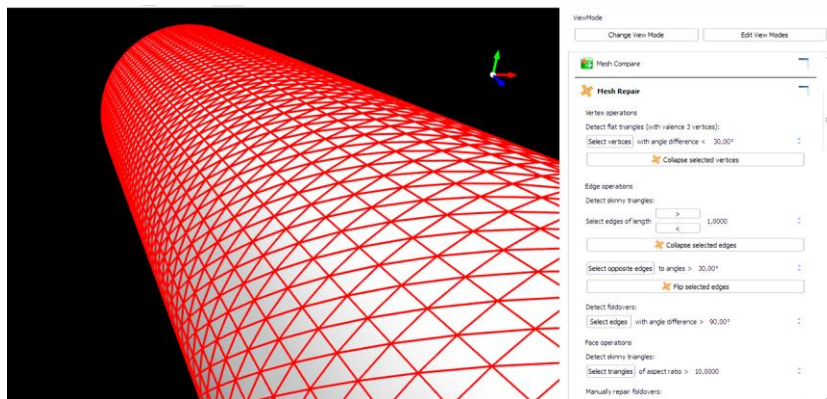 ViewMode
Change View Mode Edit View Modes
Mesh Compare
Mesh Repair
Vertex operations
Detect flat triangles (with valence 3 vertices):
Select vertices with angle difference < 30,00°
Collapse selected vertices
Edge operations
Detect skinny triangles:
>
Select edges of length 1,0000
<
Collapse selected edges
Select opposite edges to angles > 30,00°
Flip selected edges
Detect foldovers:
Select edges with angle difference > 90,00°
Face operations
Detect skinny triangles:
Select triangles of aspect ratio > 10,0000
Manually repair foldovers: